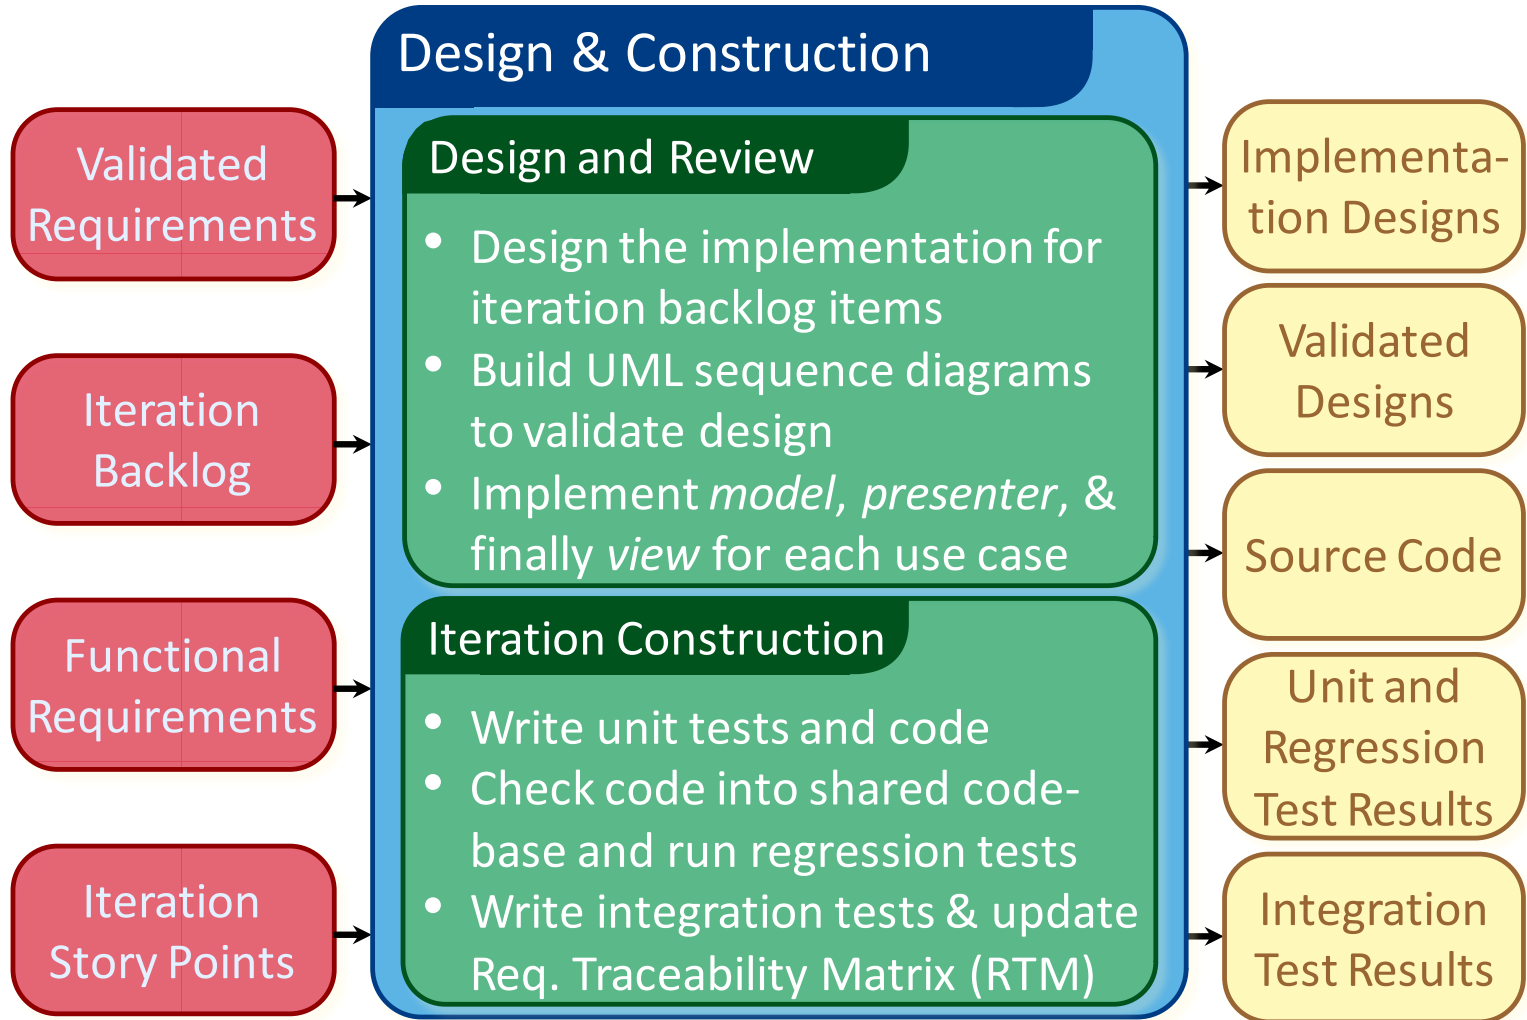 Design & Construction
Validated
Requirements
Iteration
Backlog
Functional
Requirements
Iteration
Story Points
Design and Review
• Design the implementation for
iteration backlog items
• Build UML sequence diagrams
to validate design
• Implement model, presenter, &
finally view for each use case
Iteration Construction
• Write unit tests and code
• Check code into shared code-
base and run regression tests
• Write integration tests & update
Req. Traceability Matrix (RTM)
Implementa-
tion Designs
Validated
Designs
Source Code
Unit and
Regression
Test Results
Integration
Test Results